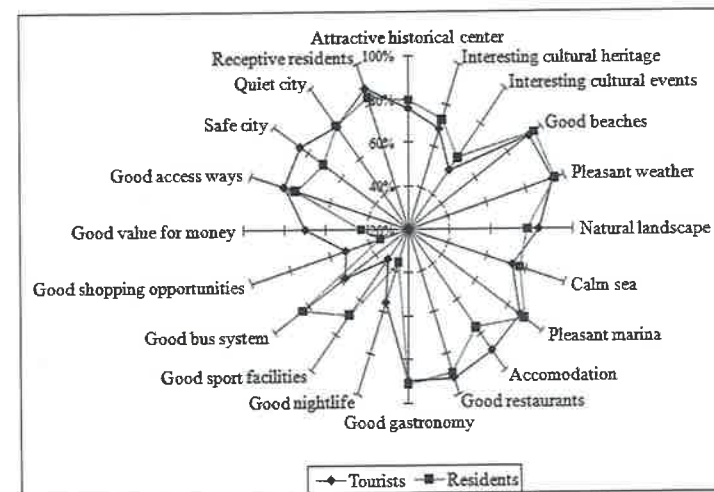 Attractive historical center
100%
Receptive residents
Interesting cultural heritage
Quiet city
Interesting cultural events
80%
Safe city
Good beaches
60%
Good access ways
Pleasant weather
40%
Good value for money
Natural landscape
Good shopping opportunities
Calm sea
Good bus system
Pleasant marina
Good sport facilities
Accomodation
Good nightlife
Good restaurants
Good gastronomy
Tourists
Residents